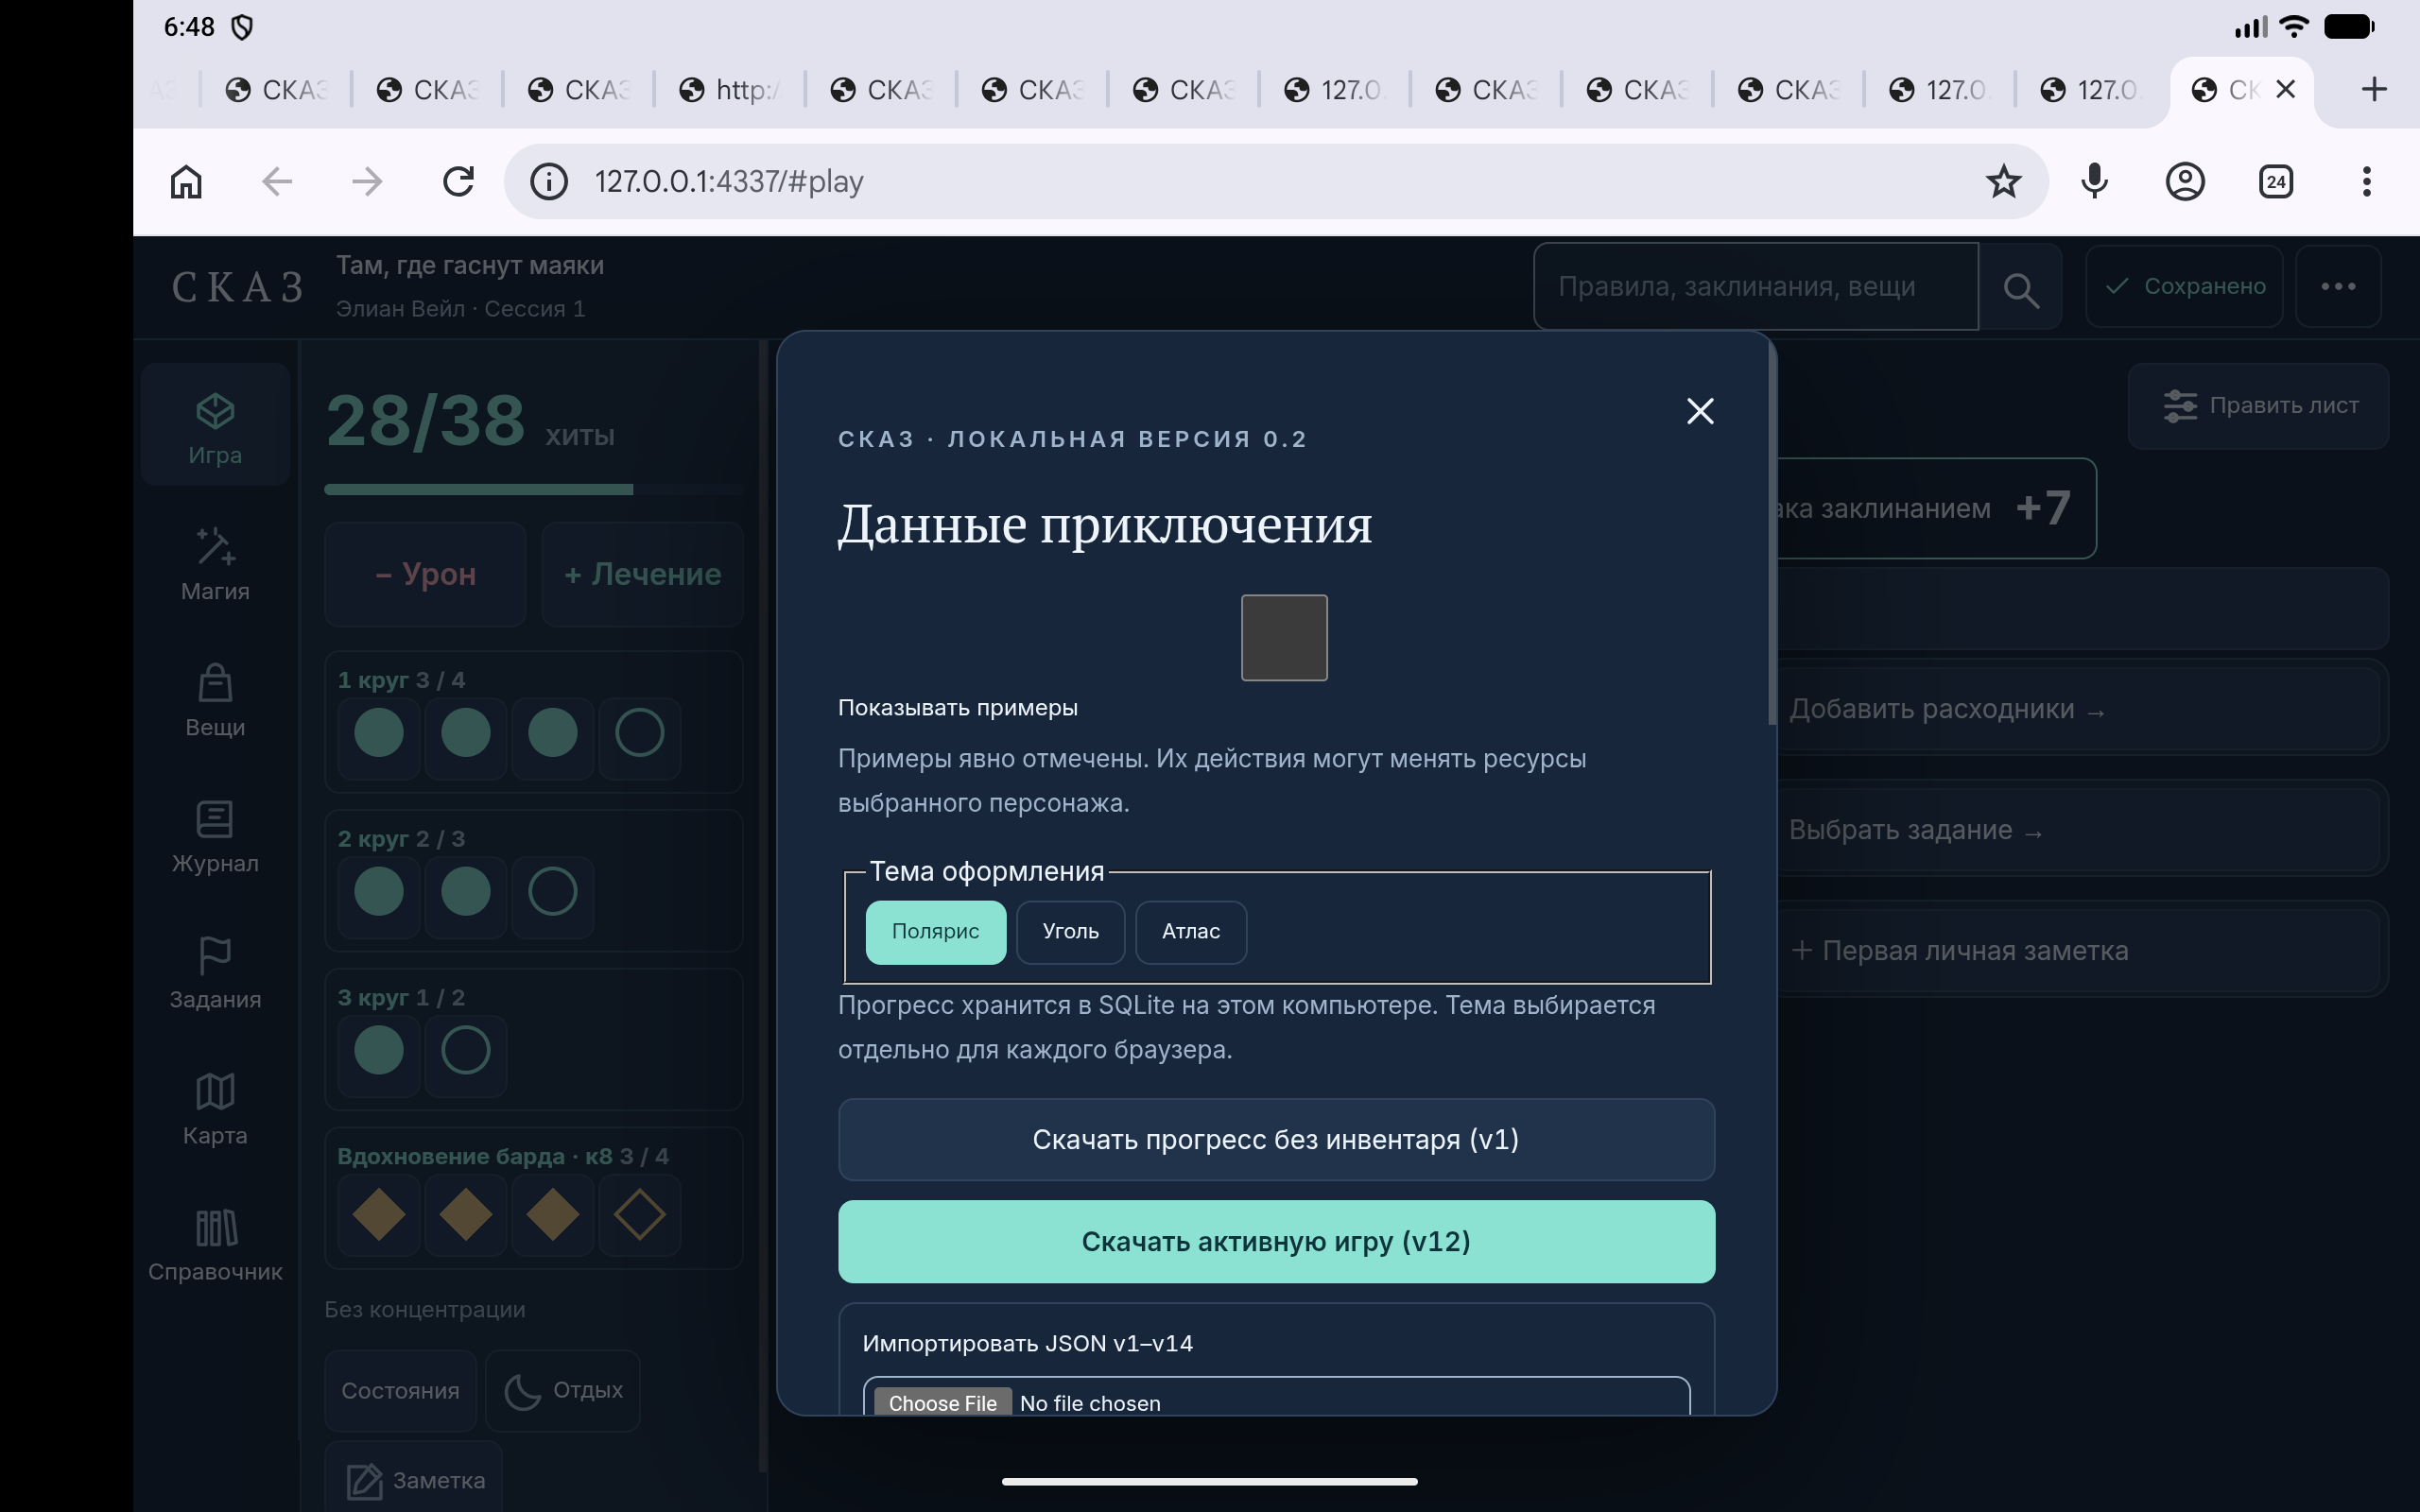 6:48
СКАЗ
СКАЗ
СКАЗ
http:/
СКАЗ
СКАЗ
СКАЗ
127.0
СКАЗ
СКАЗ
СКАЗ
127.0.
127.0.
СК
127.0.0.1:4337/#play
24
СКАЗ
Там, где гаснут маяки
Элиан Вейл · Сессия 1
Правила, заклинания, вещи
Сохранено
Игра
Магия
Вещи
Журнал
Задания
Карта
Справочник
28/38 хиты
− Урон
+ Лечение
1 круг 3 / 4
2 круг 2 / 3
3 круг 1 / 2
Вдохновение барда · к8 3 / 4
Без концентрации
Состояния
Отдых
Заметка
СКАЗ · ЛОКАЛЬНАЯ ВЕРСИЯ 0.2
Данные приключения
Показывать примеры
Примеры явно отмечены. Их действия могут менять ресурсы
выбранного персонажа.
Тема оформления
Полярис
Уголь
Атлас
Прогресс хранится в SQLite на этом компьютере. Тема выбирается
отдельно для каждого браузера.
Скачать прогресс без инвентаря (v1)
Скачать активную игру (v12)
Импортировать JSON v1–v14
Choose File No file chosen
Править лист
ака заклинанием +7
Добавить расходники →
Выбрать задание →
+ Первая личная заметка